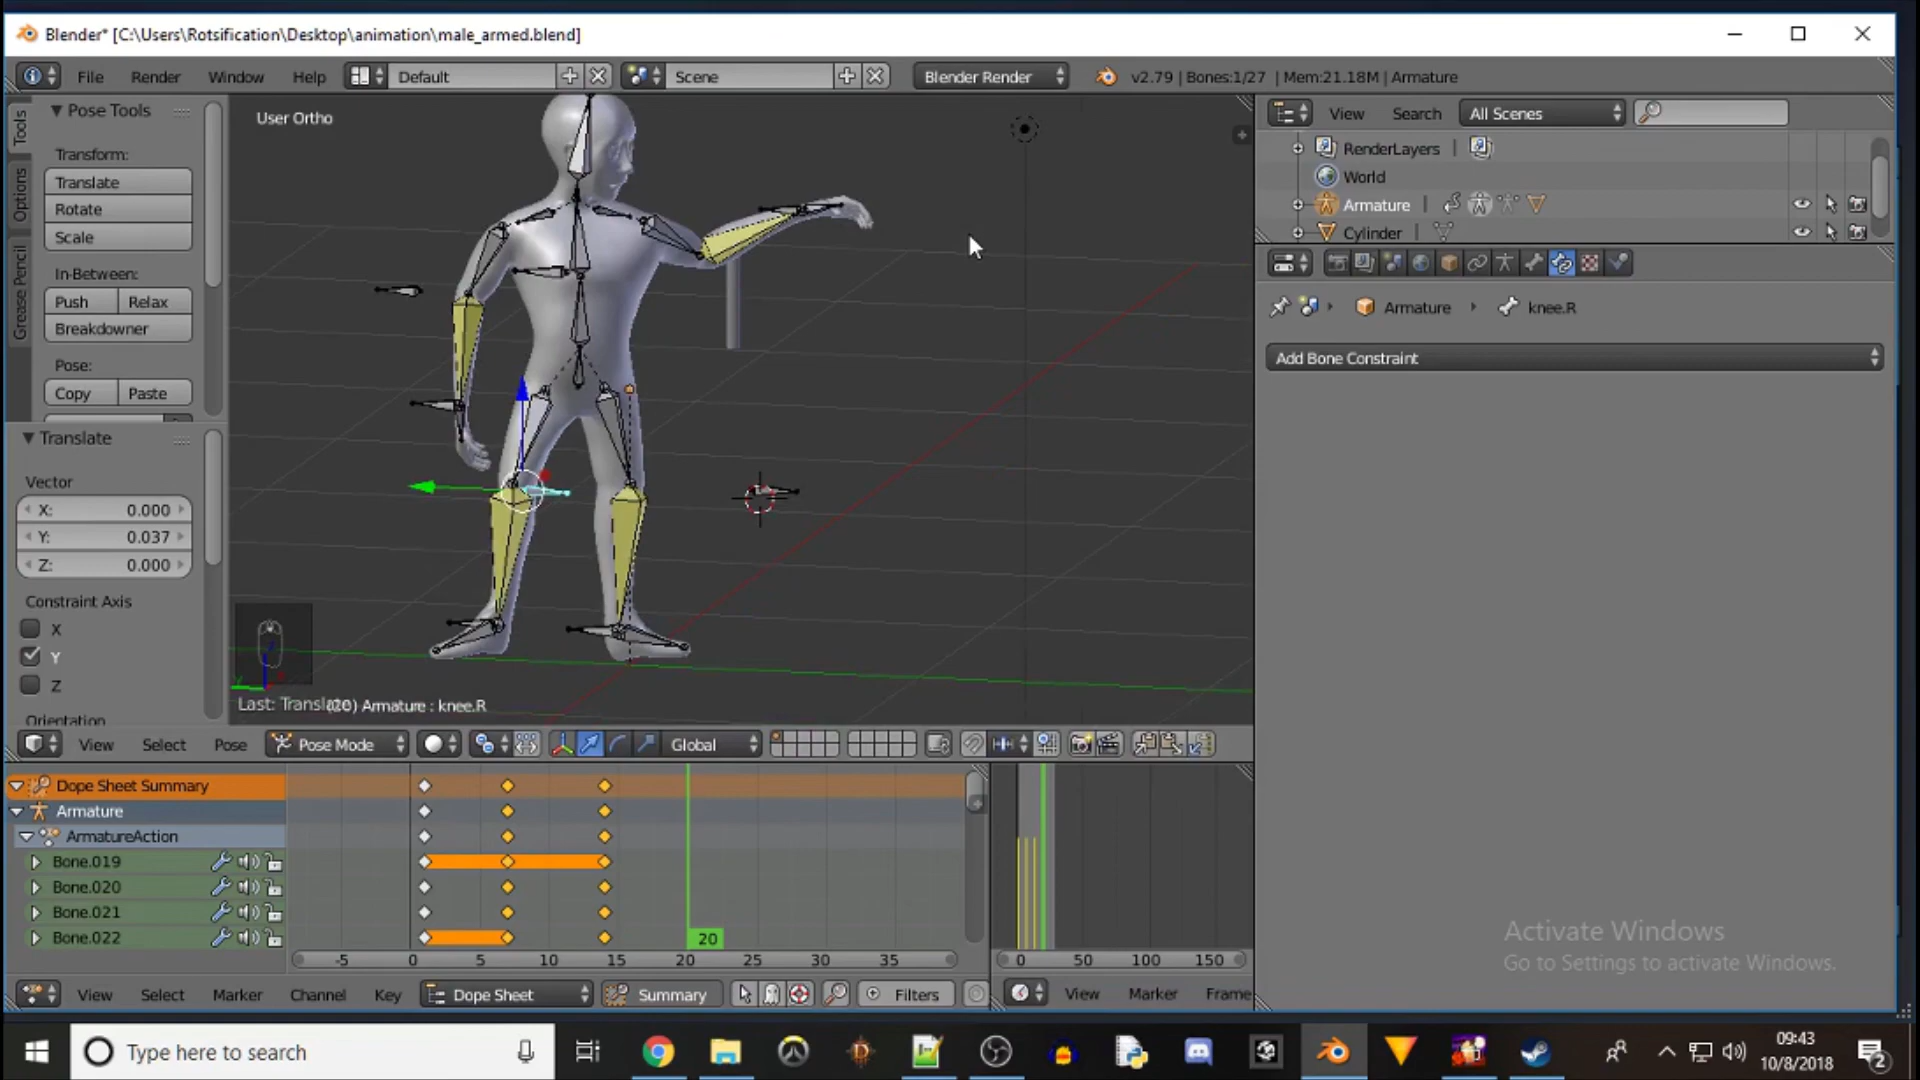 Blender* [C:\Users\Rotsification\Desktop\animation\male_armed.blend]
File Render Window Help Default Scene Blender Render v2.79 | Bones:1/27 | Mem:21.18M | Armature
Tools
Options
Grease Pencil
Pose Tools
Transform:
Translate
Rotate
Scale
In-Between:
Push Relax
Breakdowner
Pose:
Copy Paste
Translate
Vector
X: 0.000
Y: 0.037
Z: 0.000
Constraint Axis
X
Y
Z
Orientation
User Ortho
Last: Translate
(20) Armature : knee.R
View Search All Scenes
RenderLayers
World
Armature
Cylinder
Armature knee.R
Add Bone Constraint
View Select Pose Pose Mode Global
Dope Sheet Summary
Armature
ArmatureAction
Bone.019
Bone.020
Bone.021
Bone.022
20
-5 0 5 10 15 20 25 30 35
0 50 100 150
View Select Marker Channel Key Dope Sheet Summary Filters
View Marker Frame
Activate Windows
Go to Settings to activate Windows.
Type here to search
09:43
10/8/2018
2